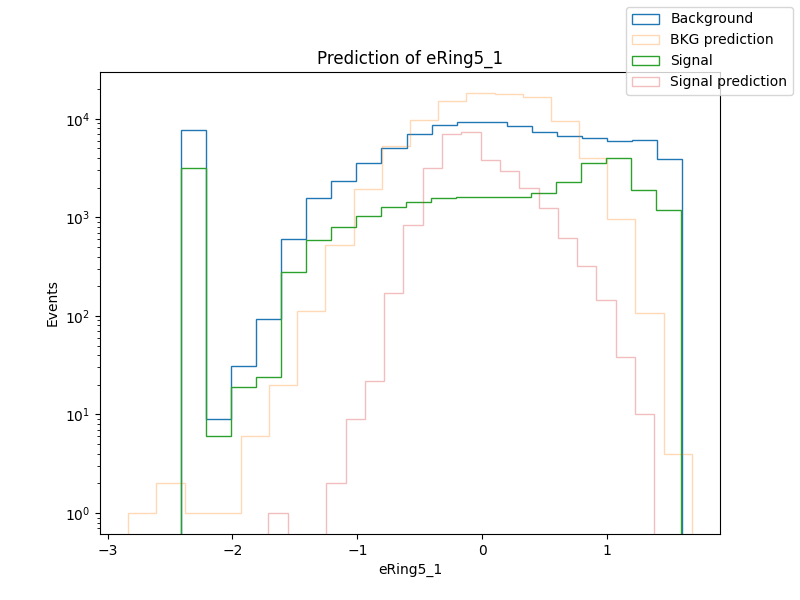 Prediction of eRing5_1
Background
BKG prediction
Signal
Signal prediction
Events
10⁴
10³
10²
10¹
10⁰
−3
−2
−1
0
1
eRing5_1